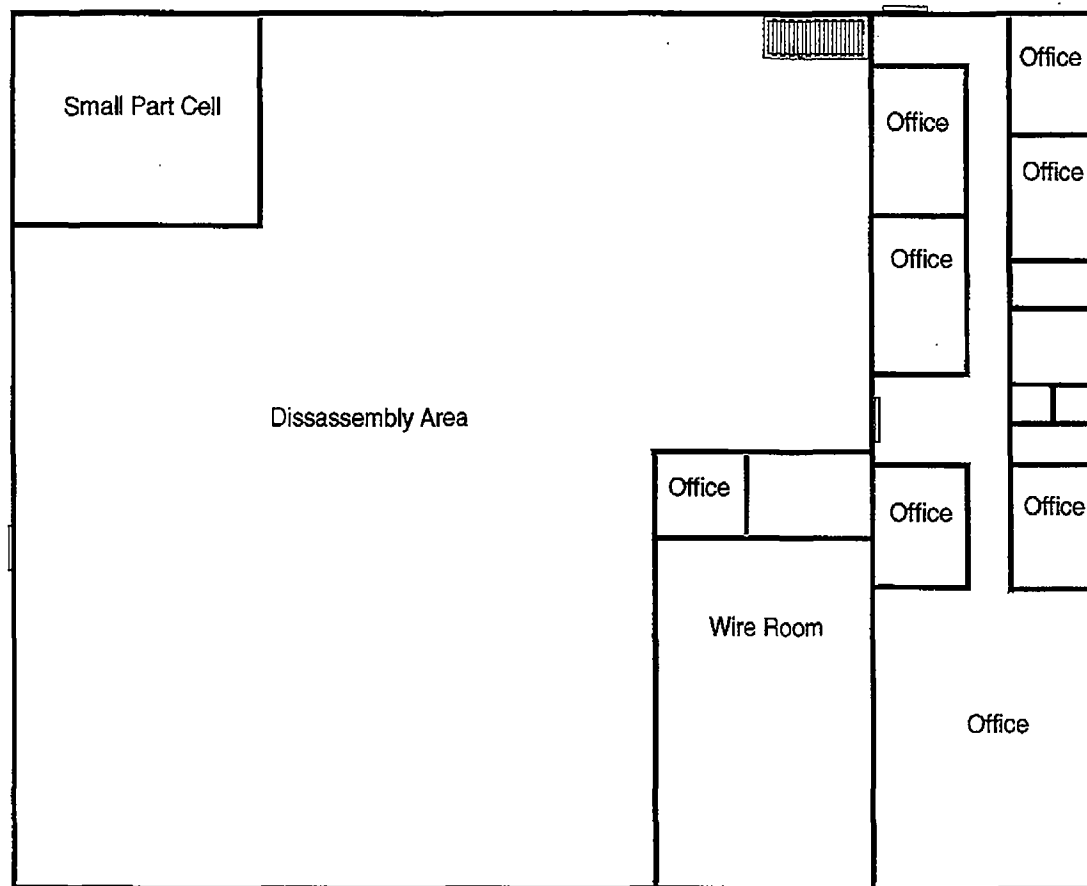 Small Part Cell
Office
Office
Office
Office
Dissassembly Area
Office
Office
Office
Wire Room
Office